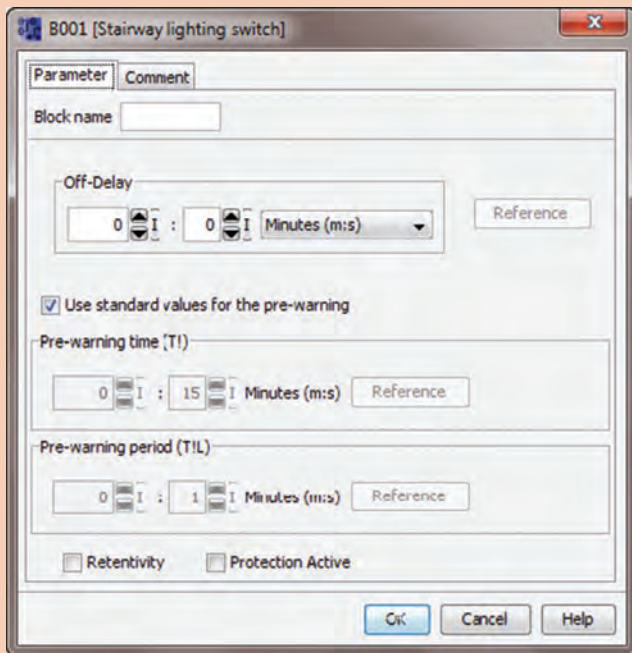 B001 [Stairway lighting switch]
Parameter Comment
Block name
Off-Delay
0 : 0 Minutes (m:s) Reference
Use standard values for the pre-warning
Pre-warning time (T!)
0 : 15 Minutes (m:s) Reference
Pre-warning period (T!L)
0 : 1 Minutes (m:s) Reference
Retentivity Protection Active
OK Cancel Help